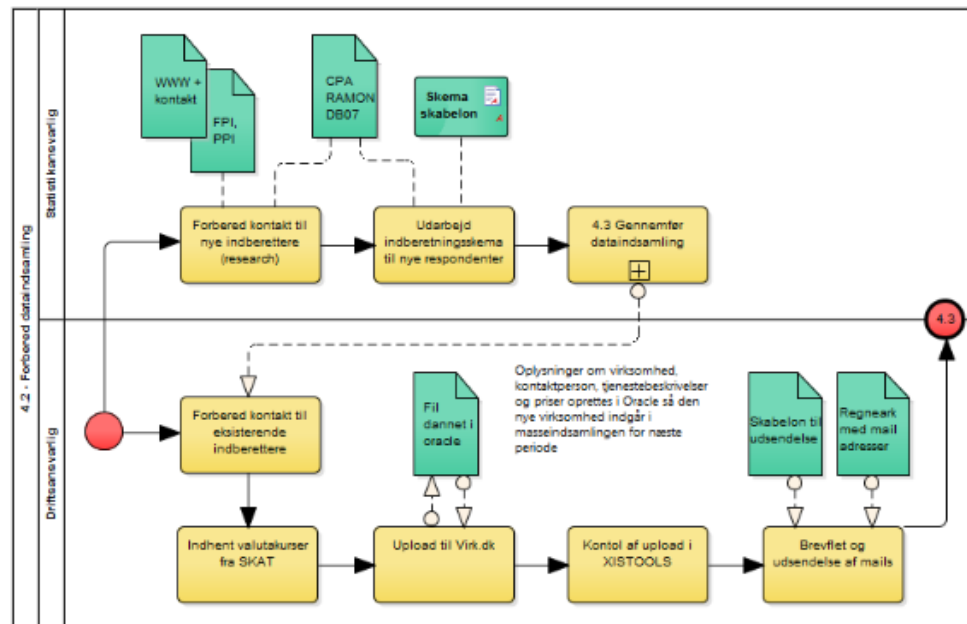 4.2 - Forbered dataindsamling
Statistikansvarlig
WWW +
kontakt
FPI,
PPI
CPA
RAMON
DB07
Skema
skabelon
Forbered kontakt til
nye indberettere
(research)
Udarbejd
indberetningsskema
til nye respondenter
4.3 Gennemfør
dataindsamling
4.3
Driftsansvarlig
Forbered kontakt til
eksisterende
indberettere
Fil
dannet i
oracle
Oplysninger om virksomhed,
kontaktperson, tjenestebeskrivelser
og priser oprettes i Oracle så den
nye virksomhed indgår i
masseindsamlingen for næste
periode
Skabelon til
udsendelse
Regneark
med mail
adresser
Indhent valutakurser
fra SKAT
Upload til Virk.dk
Kontol af upload i
XISTOOLS
Brevflet og
udsendelse af mails